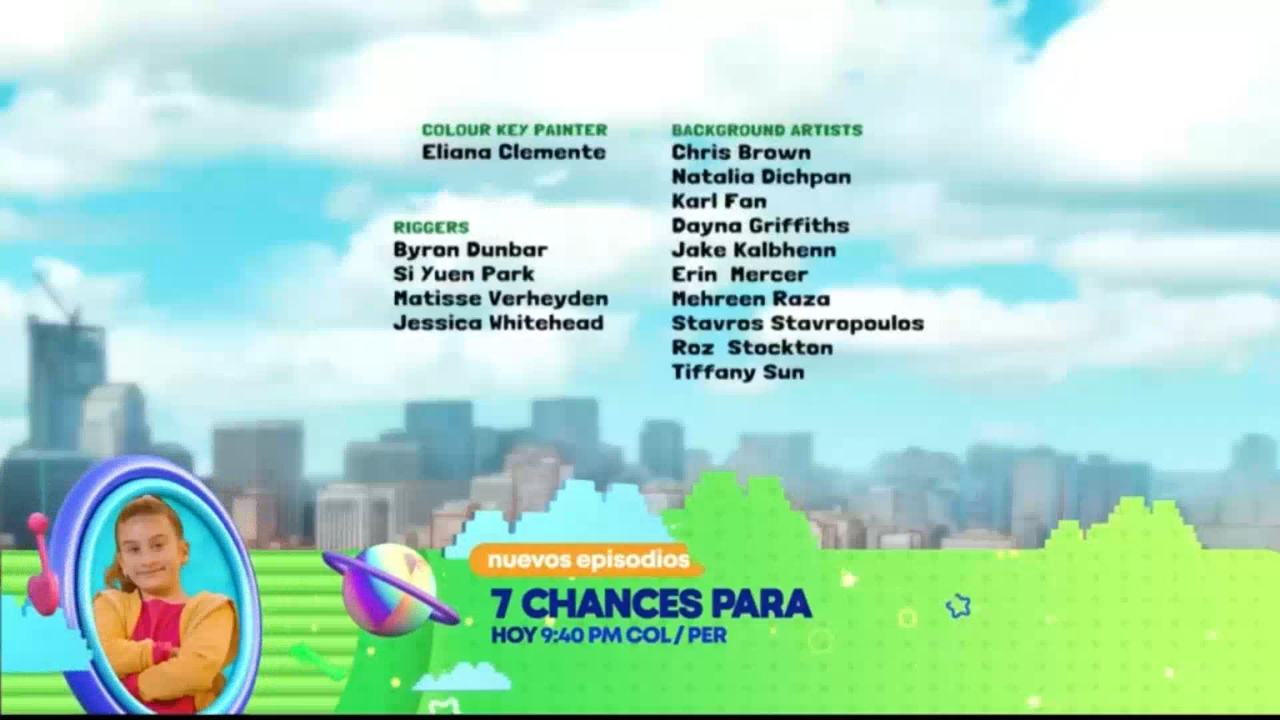 COLOUR KEY PAINTER
Eliana Clemente
RIGGERS
Byron Dunbar
Si Yuen Park
Matisse Verheyden
Jessica Whitehead
BACKGROUND ARTISTS
Chris Brown
Natalia Dichpan
Karl Fan
Dayna Griffiths
Jake Kalbhenn
Erin Mercer
Mehreen Raza
Stavros Stavropoulos
Roz Stockton
Tiffany Sun
nuevos episodios
7 CHANCES PARA
HOY 9:40 PM COL / PER